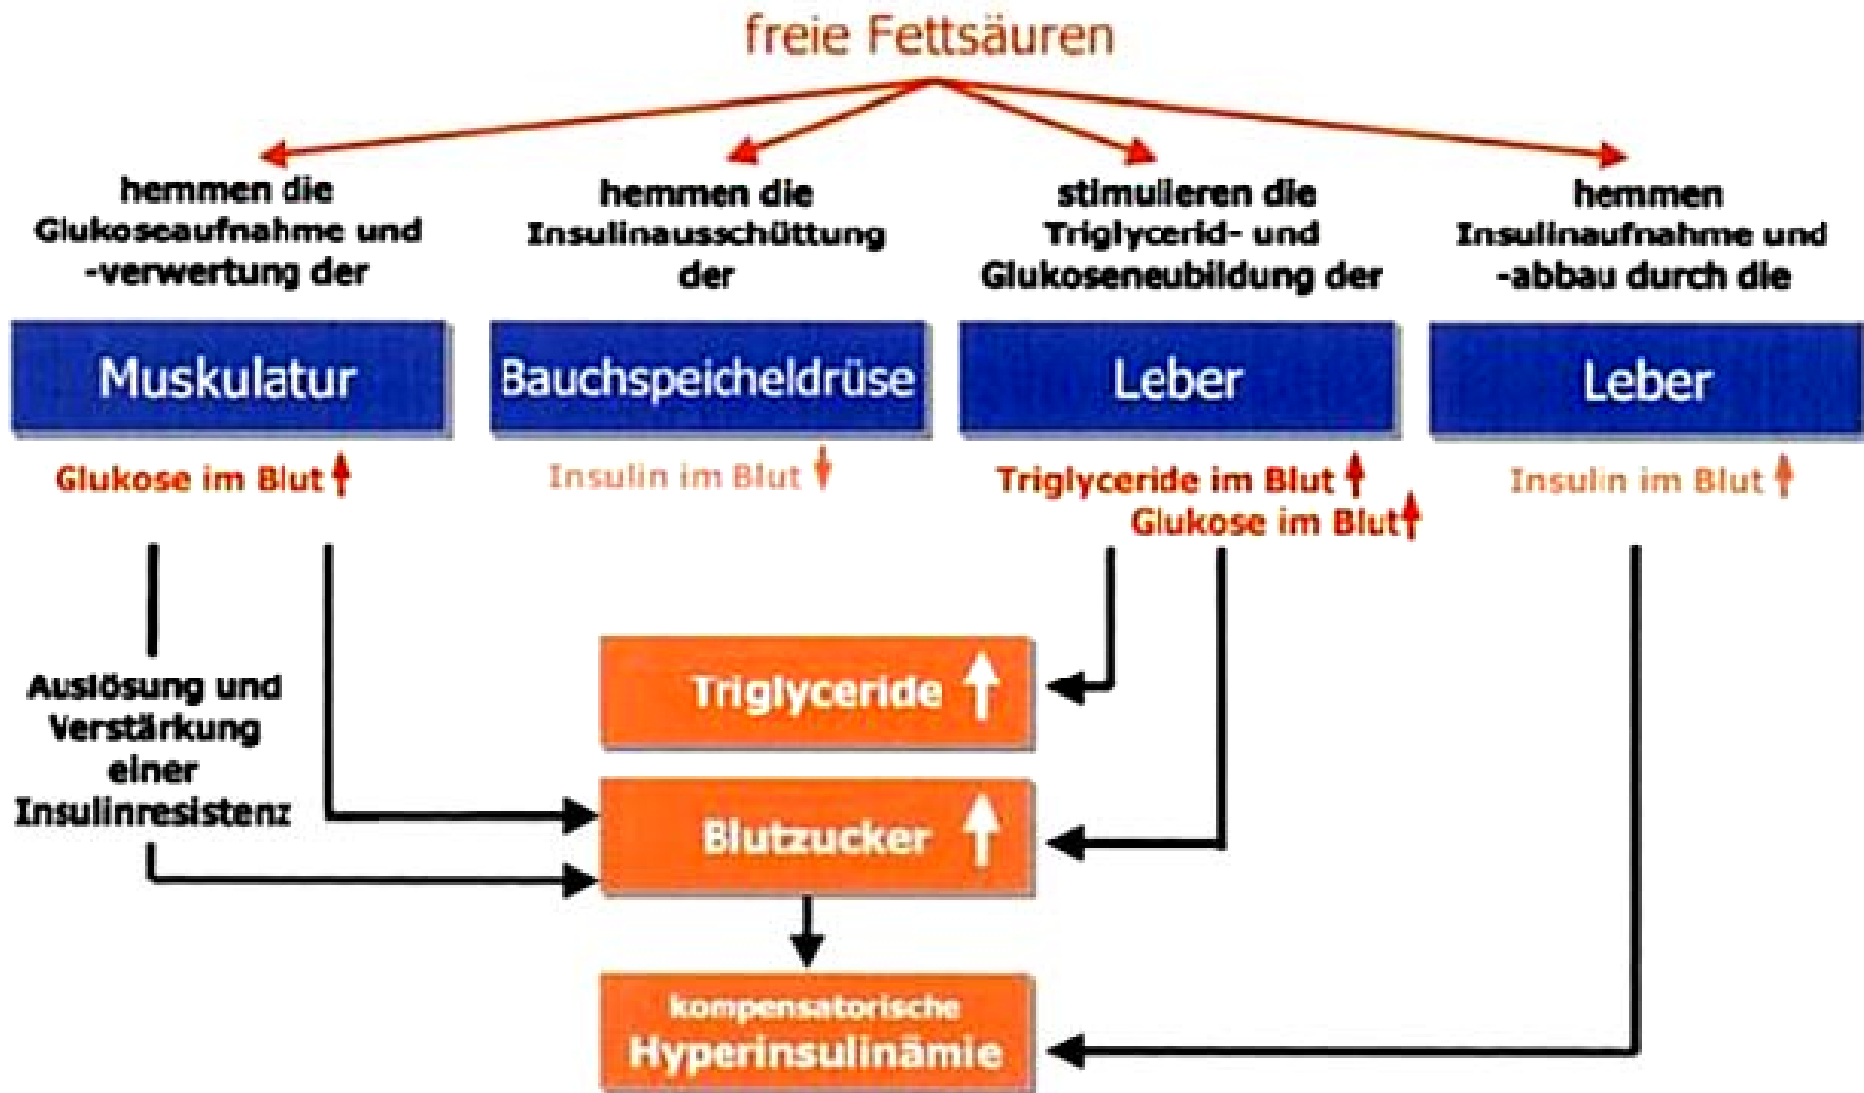 freie Fettsäuren
hemmen die
Glukoseaufnahme und
-verwertung der
hemmen die
Insulinausschüttung
der
stimulieren die
Triglycerid- und
Glukoseneubildung der
hemmen
Insulinaufnahme und
-abbau durch die
Muskulatur
Bauchspeicheldrüse
Leber
Leber
Glukose im Blut
Insulin im Blut
Triglyceride im Blut
Glukose im Blut
Insulin im Blut
Auslösung und
Verstärkung
einer
Insulinresistenz
Triglyceride
Blutzucker
kompensatorische
Hyperinsulinämie